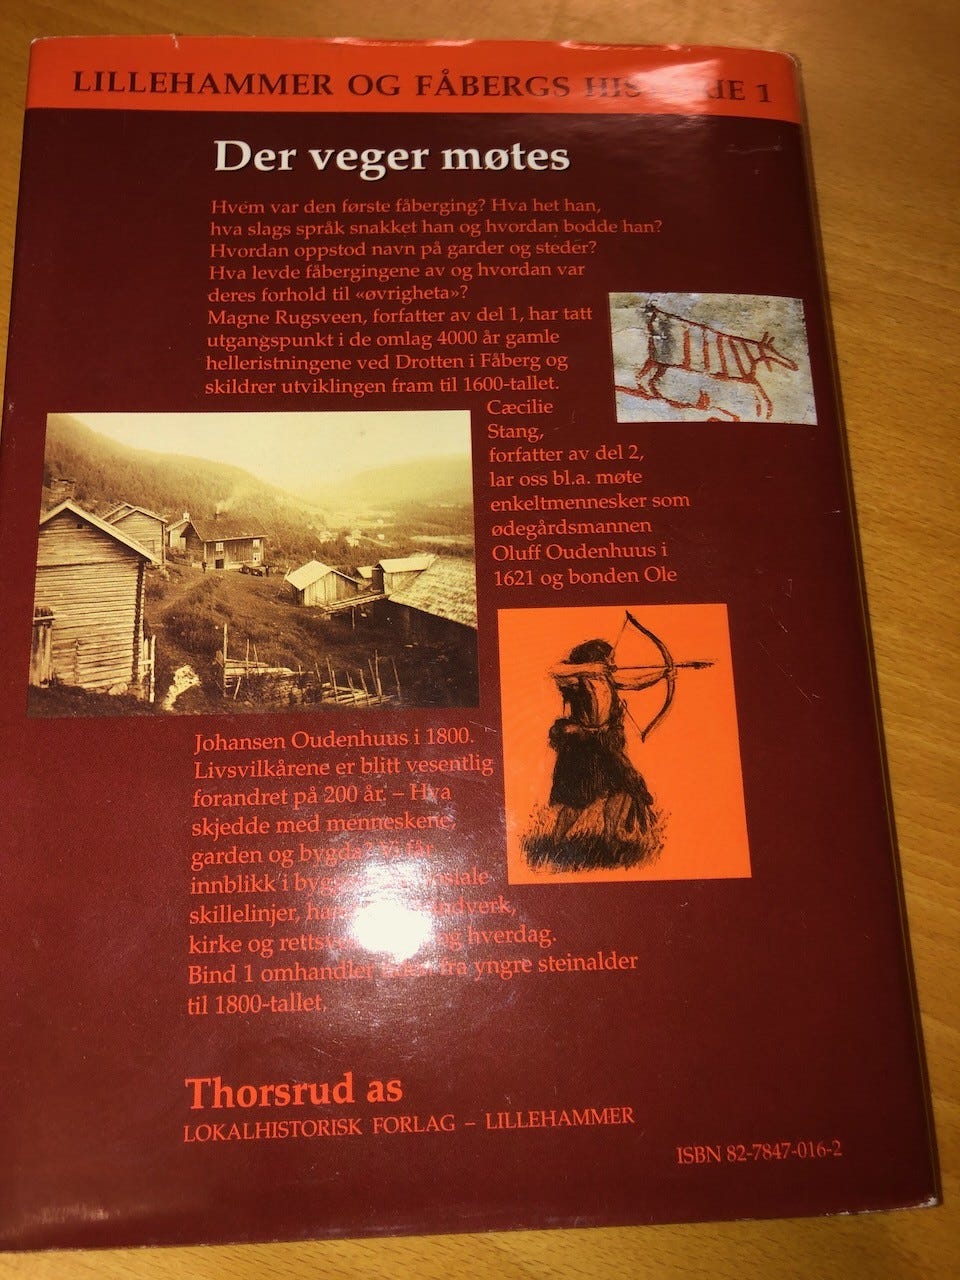 LILLEHAMMER OG FÅBERGS HISTORIE 1
Der veger møtes
Hvem var den første fåberging? Hva het han,
hva slags språk snakket han og hvordan bodde han?
Hvordan oppstod navn på garder og steder?
Hva levde fåbergingene av og hvordan var
deres forhold til «øvrigheta»?
Magne Rugsveen, forfatter av del 1, har tatt
utgangspunkt i de omlag 4000 år gamle
helleristningene ved Drotten i Fåberg og
skildrer utviklingen fram til 1600-tallet.
Cæcilie
Stang,
forfatter av del 2,
lar oss bl.a. møte
enkeltmennesker som
ødegårdsmannen
Oluff Oudenhuus i
1621 og bonden Ole
Johansen Oudenhuus i 1800.
Livsvilkårene er blitt vesentlig
forandret på 200 år. – Hva
skjedde med menneskene,
garden og bygda? Vi får
innblikk i
skillelinjer,
kirke og hverdag.
Bind 1 omhandler fra yngre steinalder
til 1800-tallet.
Thorsrud as
LOKALHISTORISK FORLAG – LILLEHAMMER
ISBN 82-7847-016-2